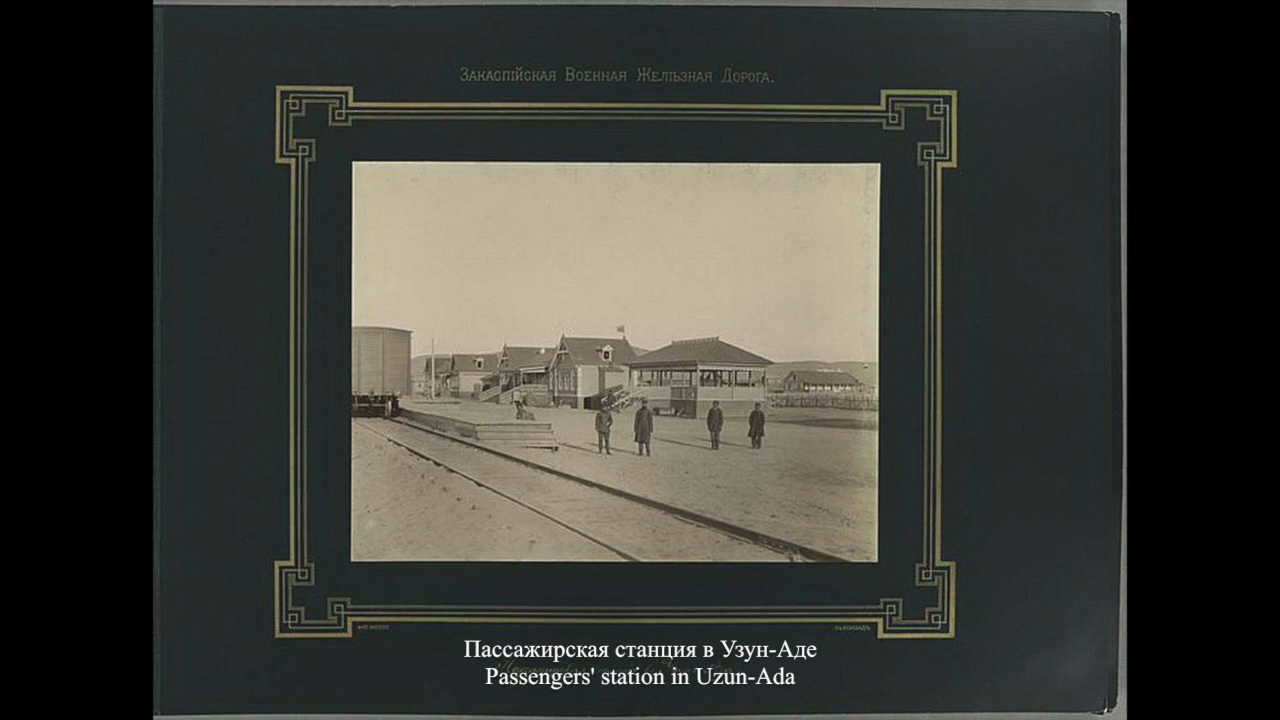 Закаспійская Военная Желѣзная Дорога.
Пассажирская станция в Узун-Аде
Passengers' station in Uzun-Ada